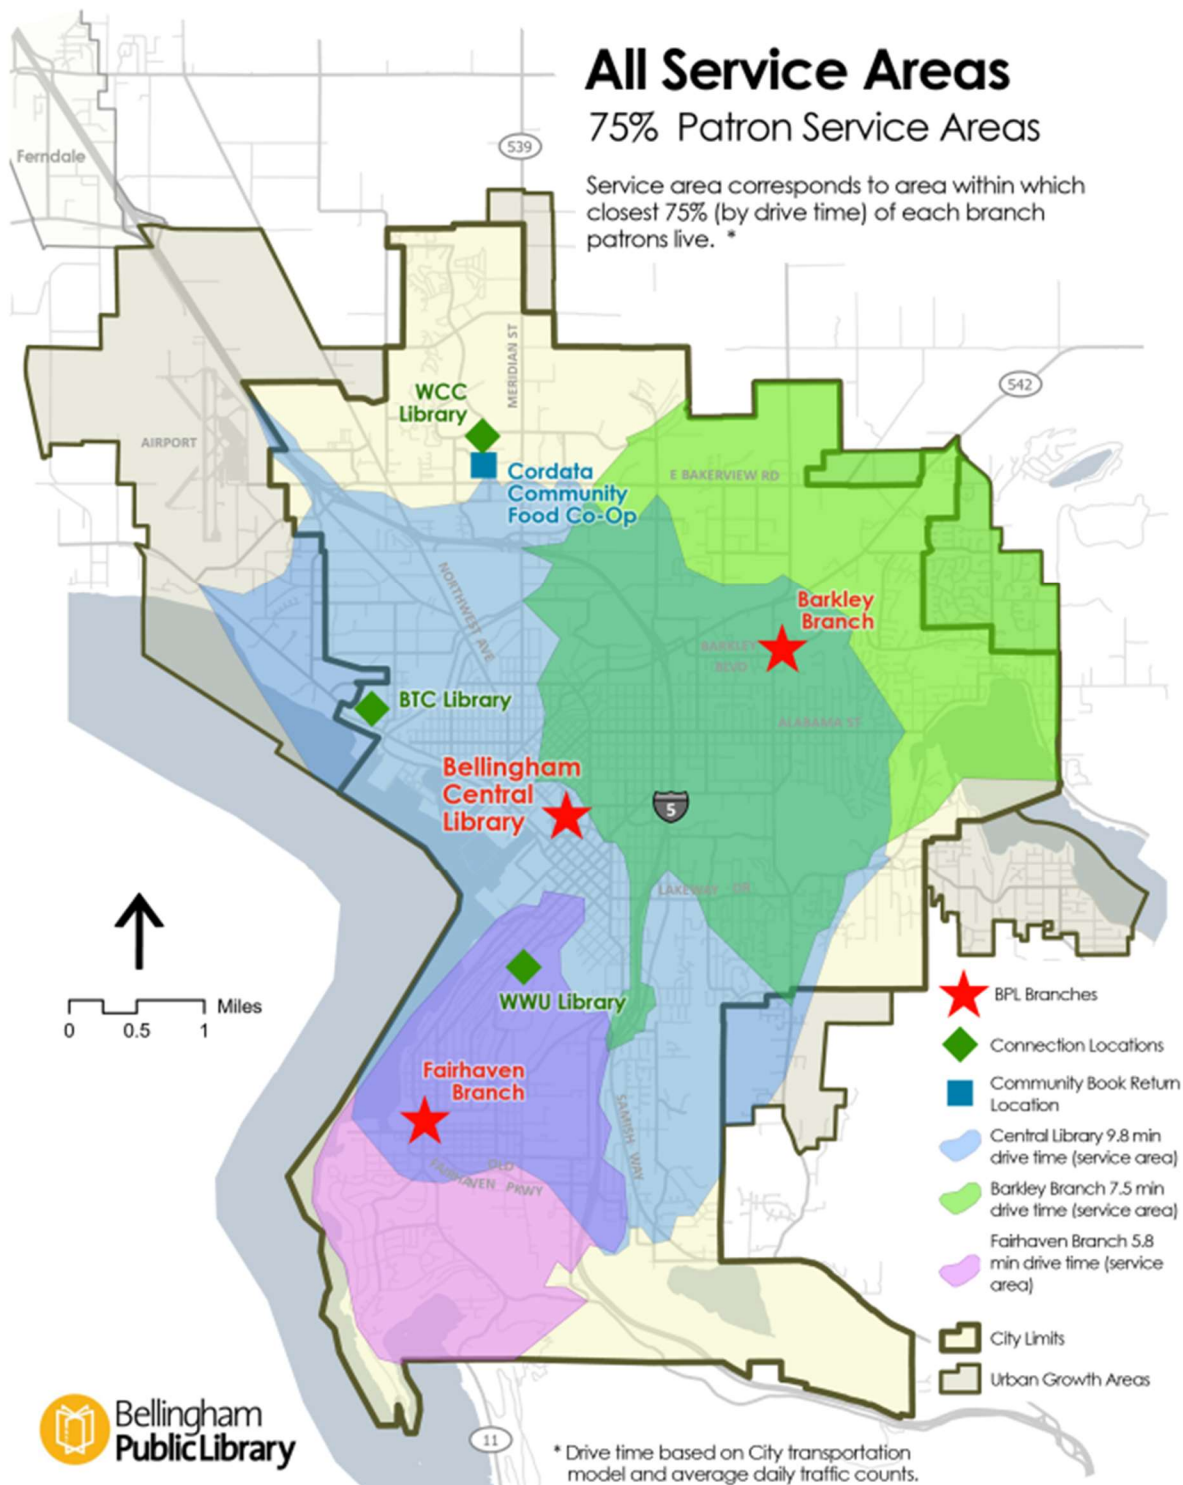 All Service Areas
75% Patron Service Areas
Service area corresponds to area within which
closest 75% (by drive time) of each branch
patrons live. *
Ferndale
539
542
MERIDIAN ST
WCC
Library
AIRPORT
Cordata
Community
Food Co-Op
E BAKERVIEW RD
NORTHWEST AVE
Barkley
Branch
BARKLEY
BLVD
BTC Library
ALABAMA ST
Bellingham
Central
Library
5
LAKEWAY DR
WWU Library
Fairhaven
Branch
SAMISH WAY
OLD
FAIRHAVEN PKWY
Miles
0 0.5 1
BPL Branches
Connection Locations
Community Book Return
Location
Central Library 9.8 min
drive time (service area)
Barkley Branch 7.5 min
drive time (service area)
Fairhaven Branch 5.8
min drive time (service
area)
City Limits
Urban Growth Areas
Bellingham
Public Library
11
* Drive time based on City transportation
model and average daily traffic counts.